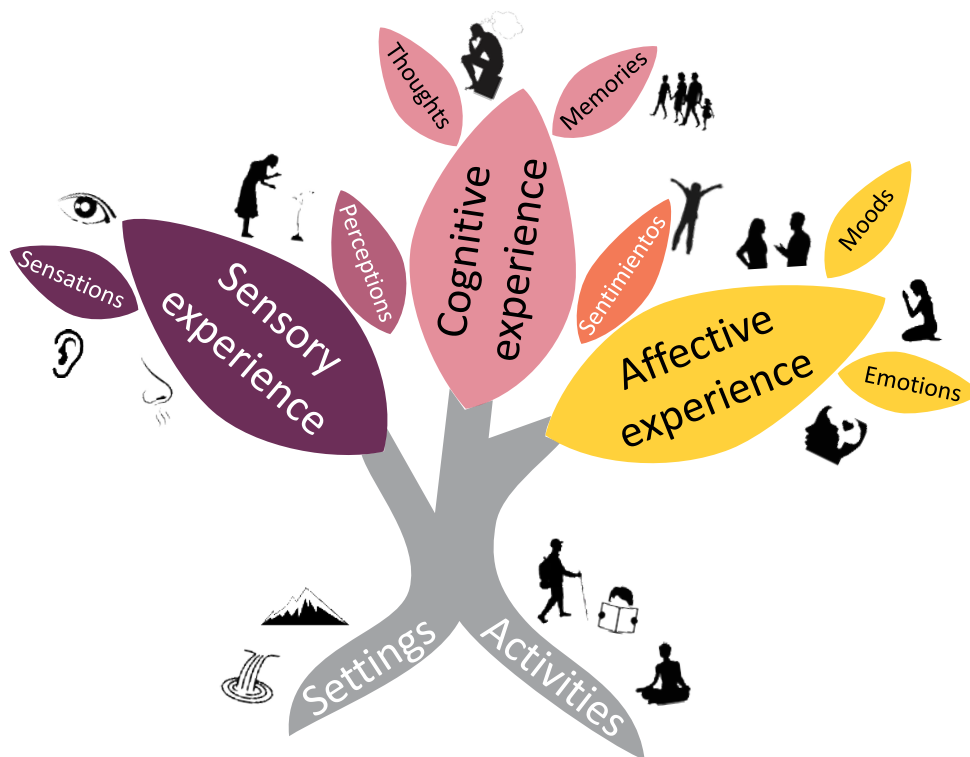 Thoughts
Memories
Cognitive
experience
Perceptions
Sentimientos
Moods
Sensations
Sensory
experience
Affective
experience
Emotions
Settings
Activities